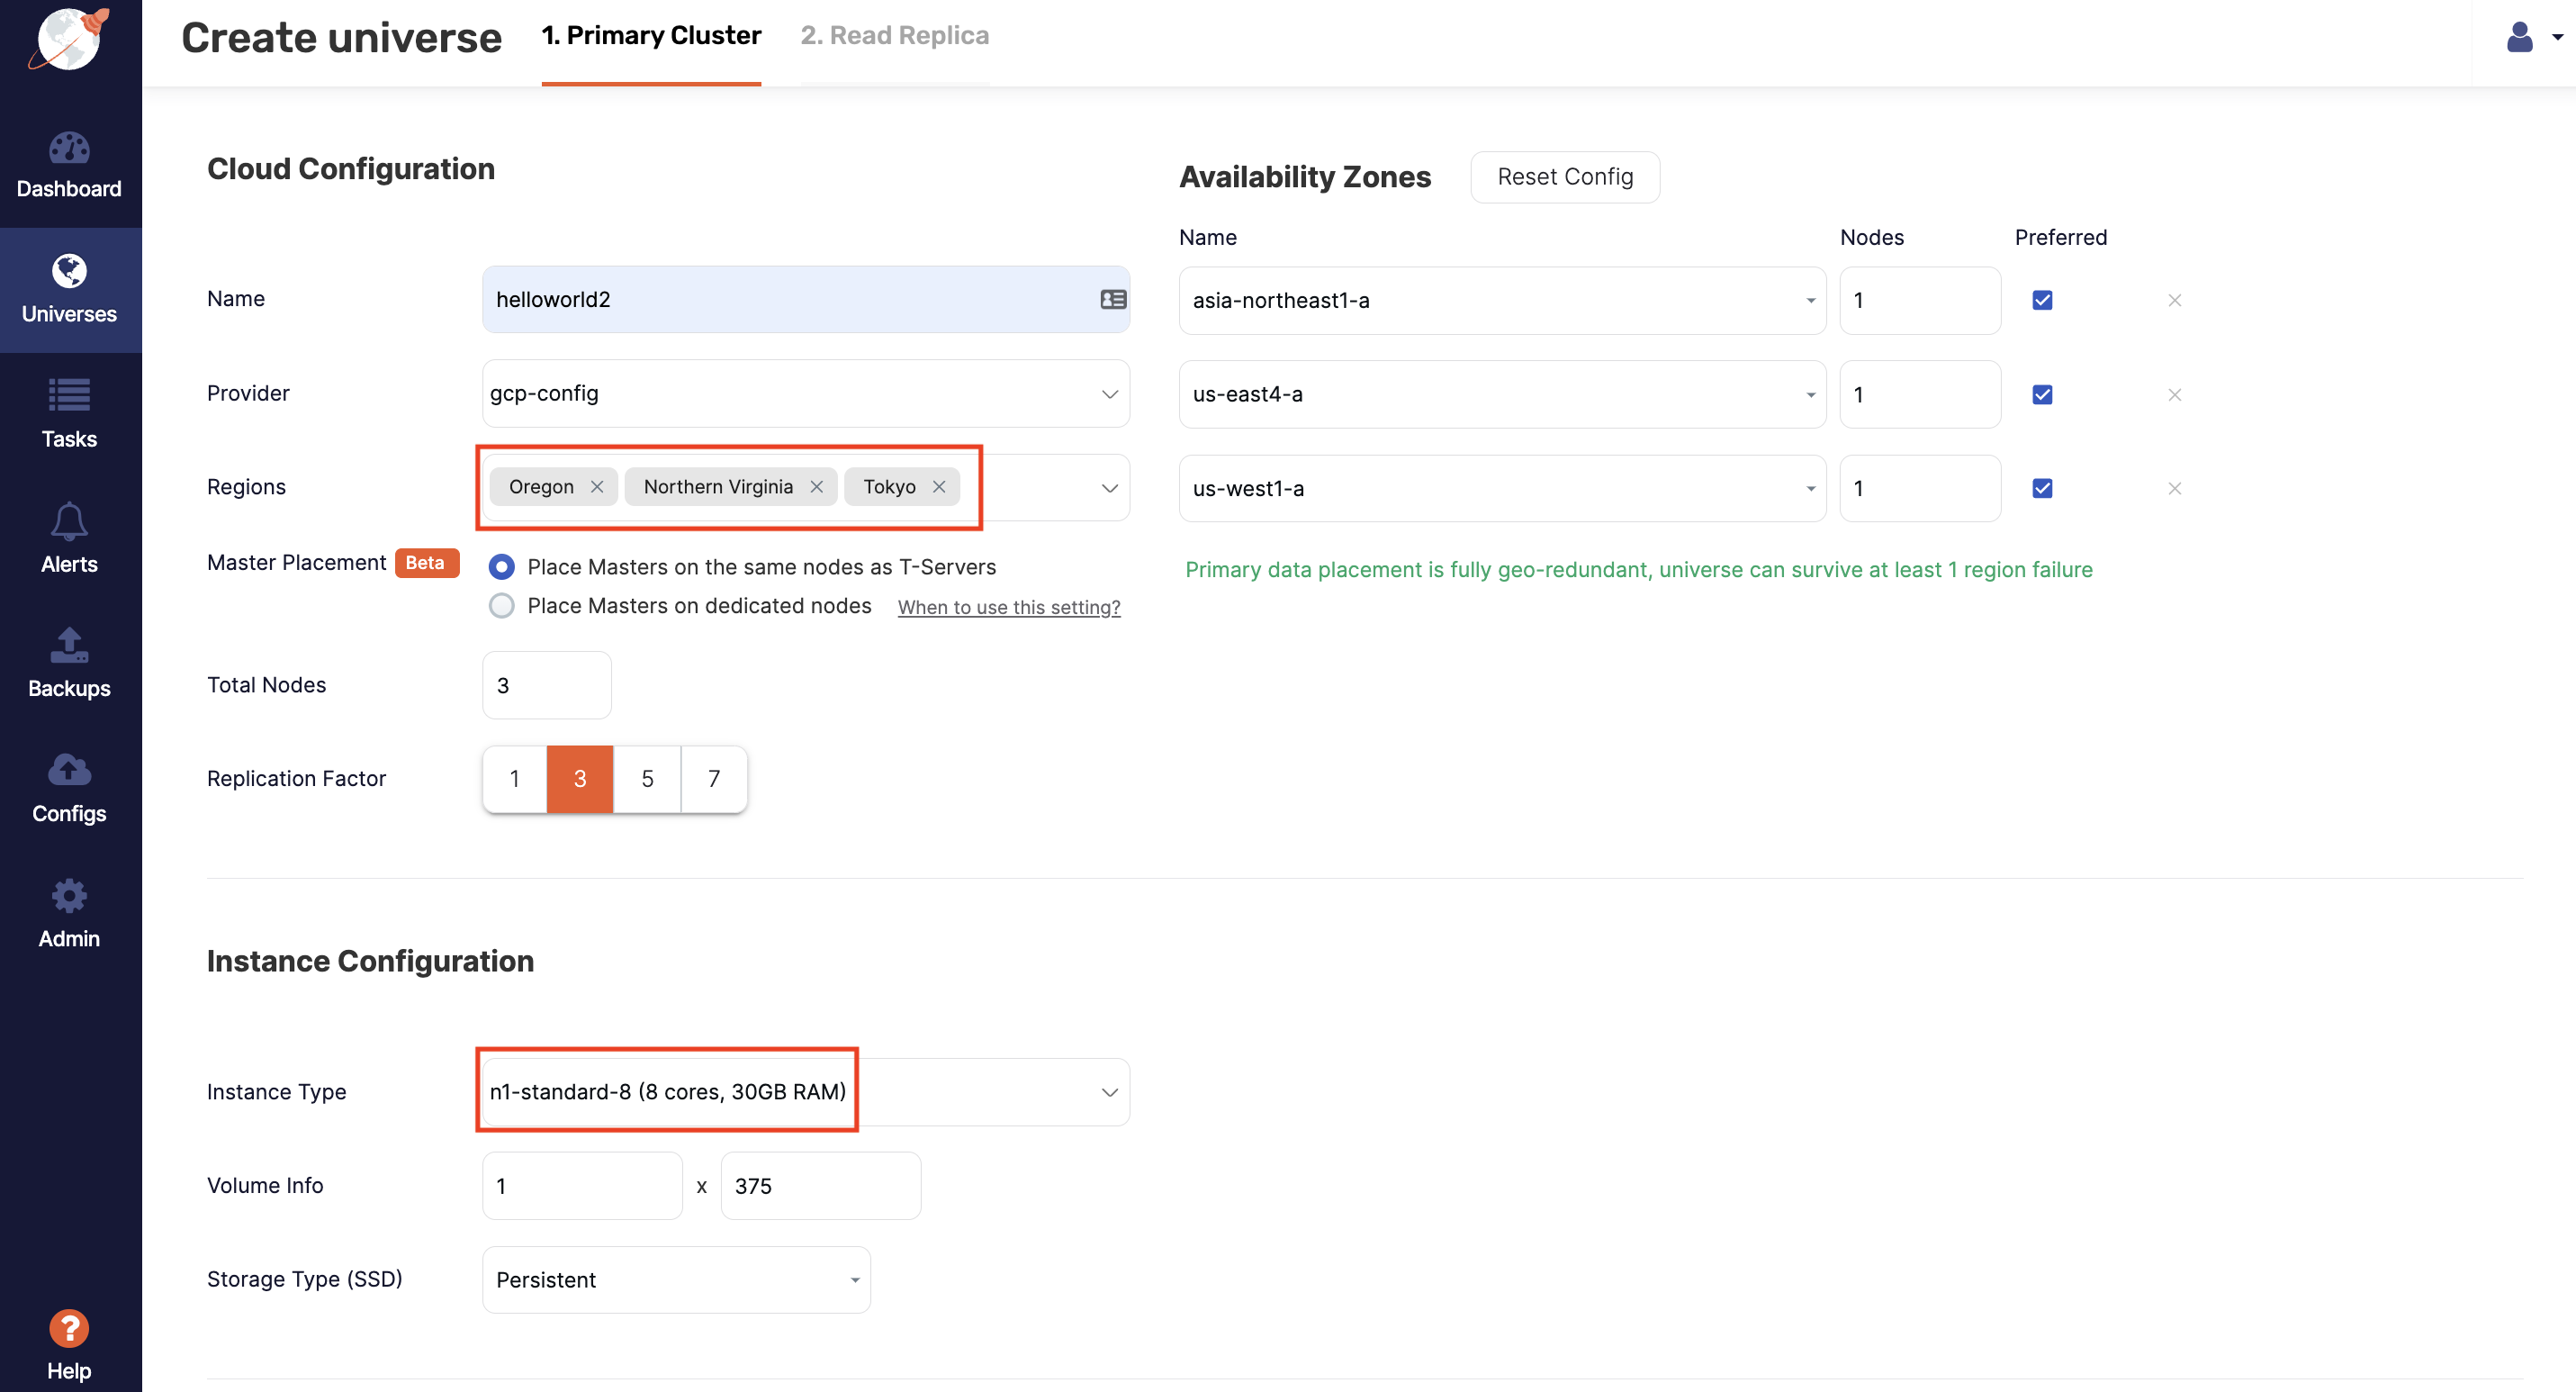 Create universe
1. Primary Cluster
2. Read Replica
Dashboard
Universes
Tasks
Alerts
Backups
Configs
Admin
Help
Cloud Configuration
Name
helloworld2
Provider
gcp-config
Regions
Oregon
Northern Virginia
Tokyo
Master Placement
Beta
Place Masters on the same nodes as T-Servers
Place Masters on dedicated nodes
When to use this setting?
Total Nodes
3
Replication Factor
1
3
5
7
Availability Zones
Reset Config
Name
Nodes
Preferred
asia-northeast1-a
1
us-east4-a
1
us-west1-a
1
Primary data placement is fully geo-redundant, universe can survive at least 1 region failure
Instance Configuration
Instance Type
n1-standard-8 (8 cores, 30GB RAM)
Volume Info
1
x
375
Storage Type (SSD)
Persistent